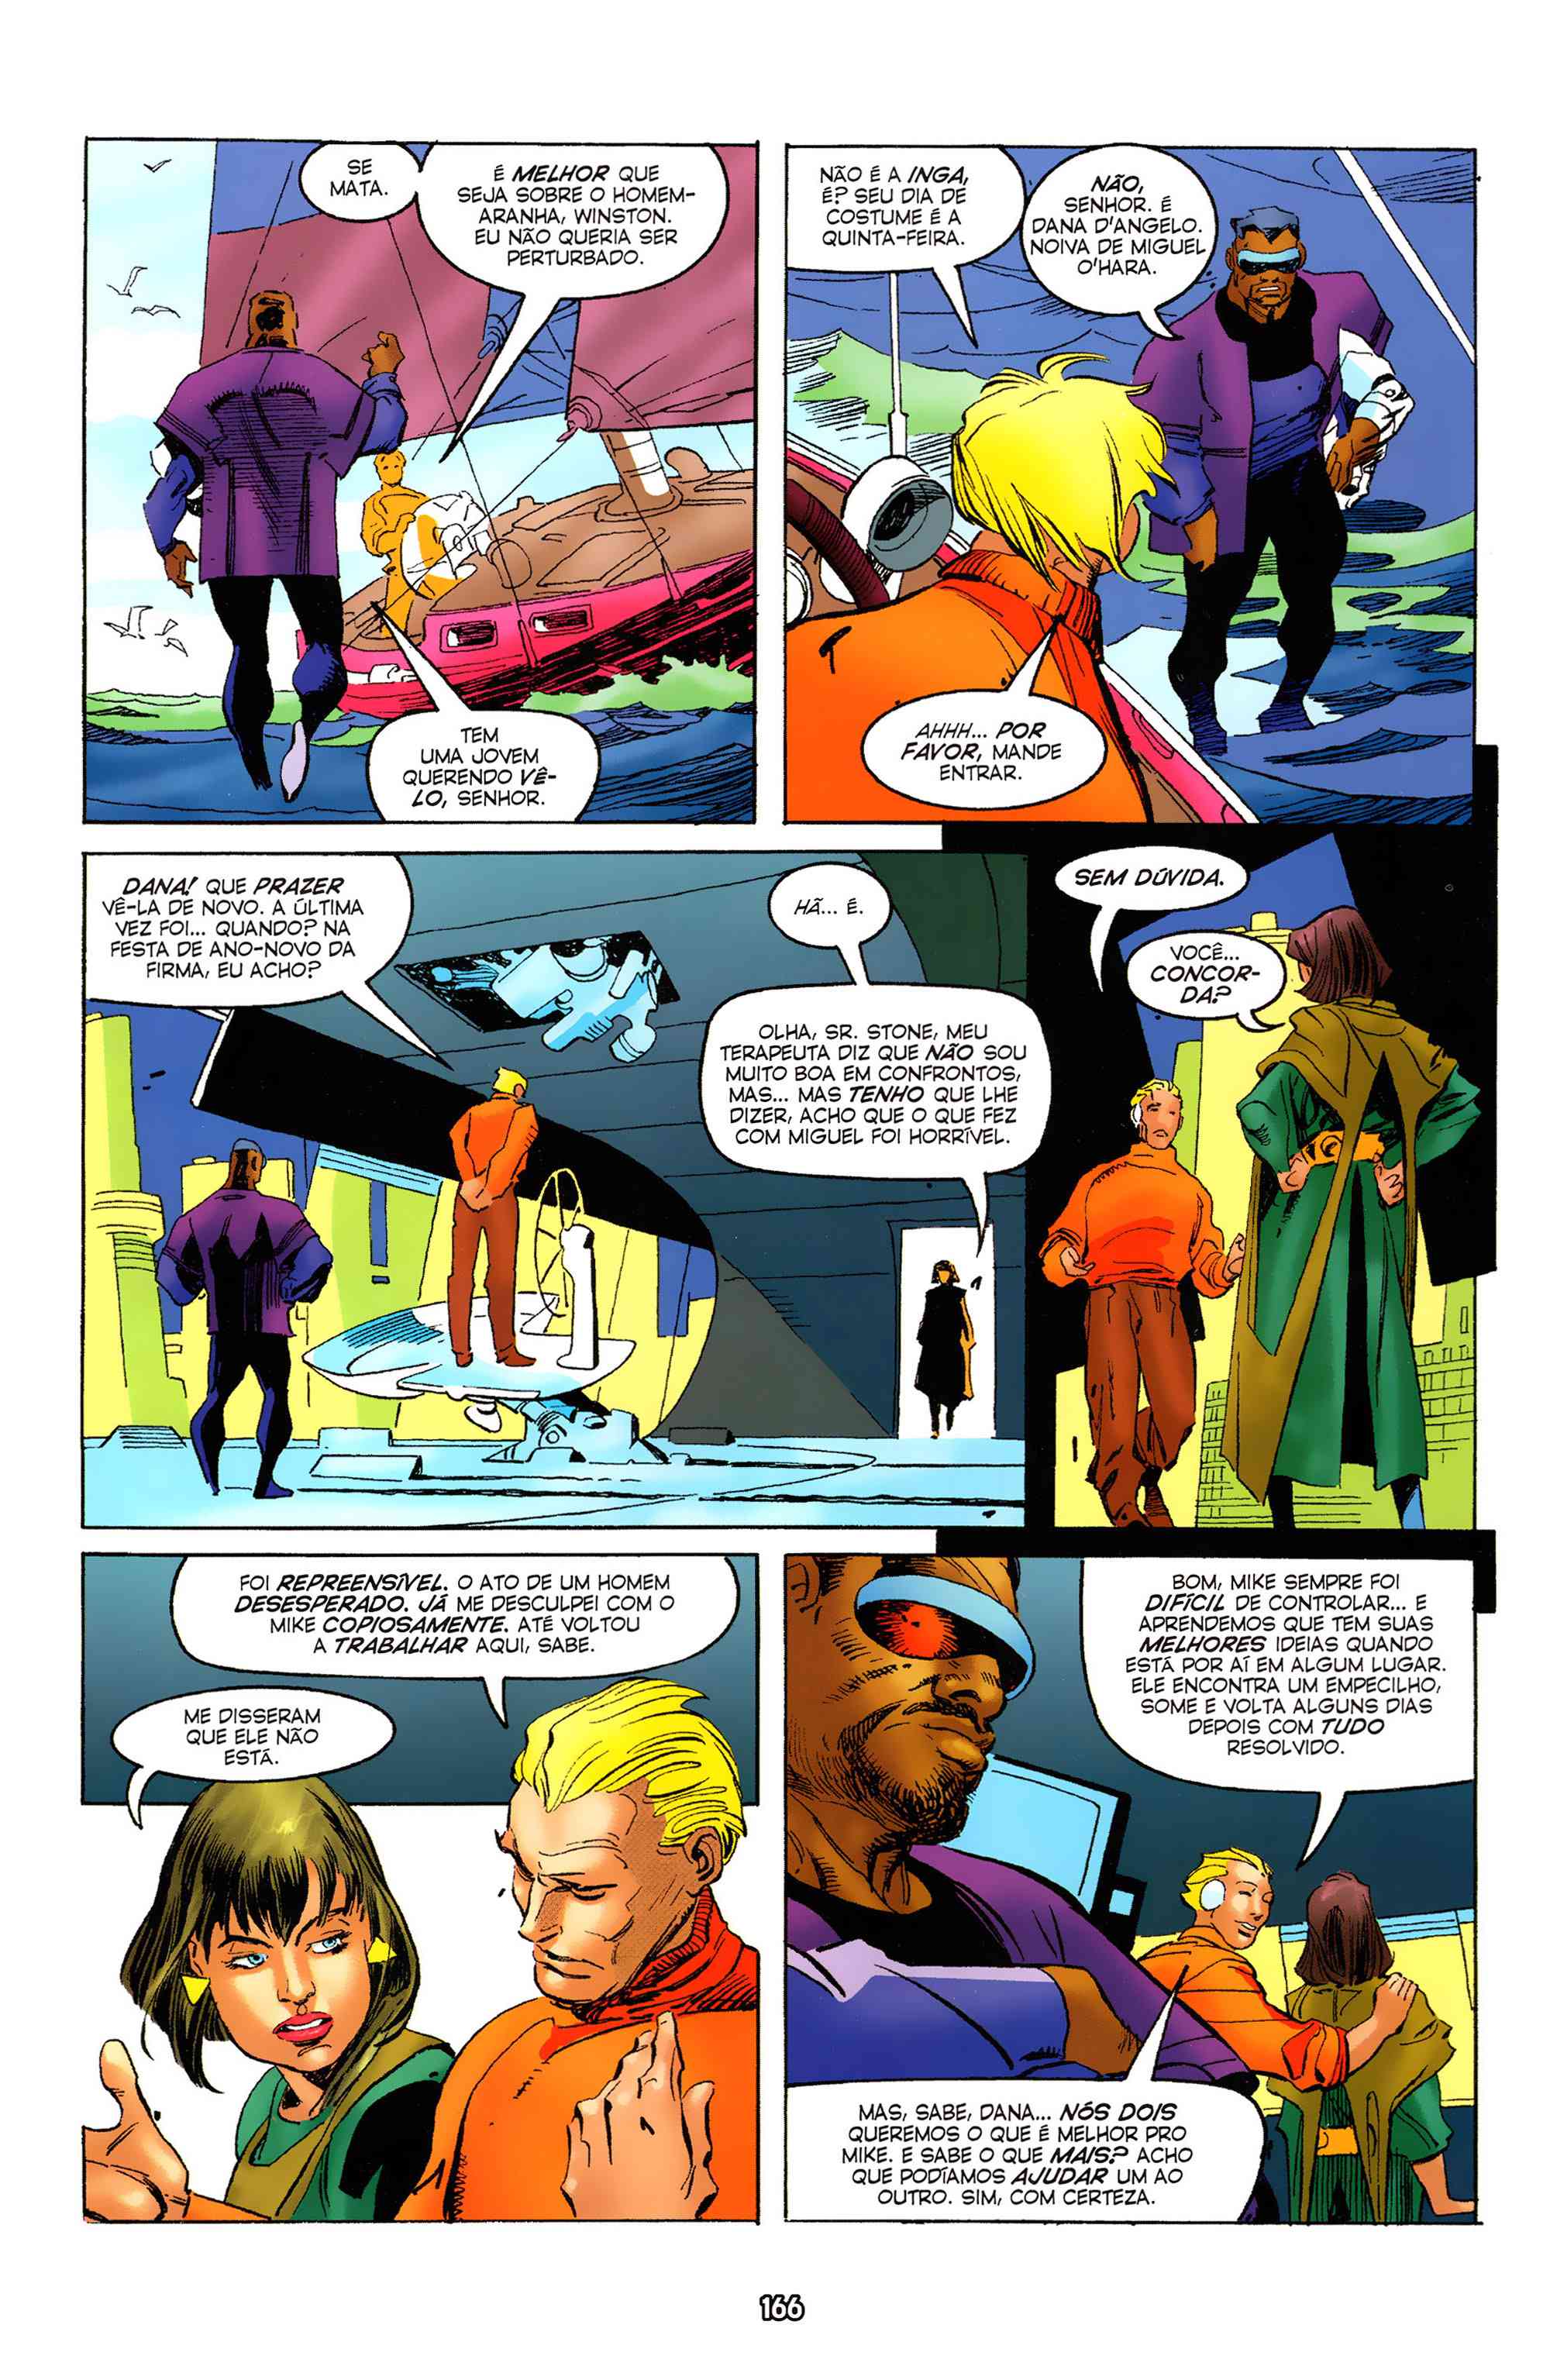 SE
MATA.
É MELHOR QUE
SEJA SOBRE O HOMEM-
ARANHA, WINSTON.
EU NÃO QUERIA SER
PERTURBADO.
TEM
UMA JOVEM
QUERENDO VÊ-
LO, SENHOR.
NÃO É A INGA,
É? SEU DIA DE
COSTUME É A
QUINTA-FEIRA.
NÃO,
SENHOR. É
DANA D'ANGELO.
NOIVA DE MIGUEL
O'HARA.
AHHH... POR
FAVOR, MANDE
ENTRAR.
DANA! QUE PRAZER
VÊ-LA DE NOVO. A ÚLTIMA
VEZ FOI... QUANDO? NA
FESTA DE ANO-NOVO DA
FIRMA, EU ACHO?
HÃ... É.
OLHA, SR. STONE, MEU
TERAPEUTA DIZ QUE NÃO SOU
MUITO BOA EM CONFRONTOS,
MAS... MAS TENHO QUE LHE
DIZER, ACHO QUE O QUE FEZ
COM MIGUEL FOI HORRÍVEL.
SEM DÚVIDA.
VOCÊ...
CONCOR-
DA?
FOI REPREENSÍVEL. O ATO DE UM HOMEM
DESESPERADO. JÁ ME DESCULPEI COM O
MIKE COPIOSAMENTE. ATÉ VOLTOU
A TRABALHAR AQUI, SABE.
ME DISSERAM
QUE ELE NÃO
ESTÁ.
BOM, MIKE SEMPRE FOI
DIFÍCIL DE CONTROLAR... E
APRENDEMOS QUE TEM SUAS
MELHORES IDEIAS QUANDO
ESTÁ POR AÍ EM ALGUM LUGAR.
ELE ENCONTRA UM EMPECILHO,
SOME E VOLTA ALGUNS DIAS
DEPOIS COM TUDO
RESOLVIDO.
MAS, SABE, DANA... NÓS DOIS
QUEREMOS O QUE É MELHOR PRO
MIKE. E SABE O QUE MAIS? ACHO
QUE PODÍAMOS AJUDAR UM AO
OUTRO. SIM, COM CERTEZA.
166